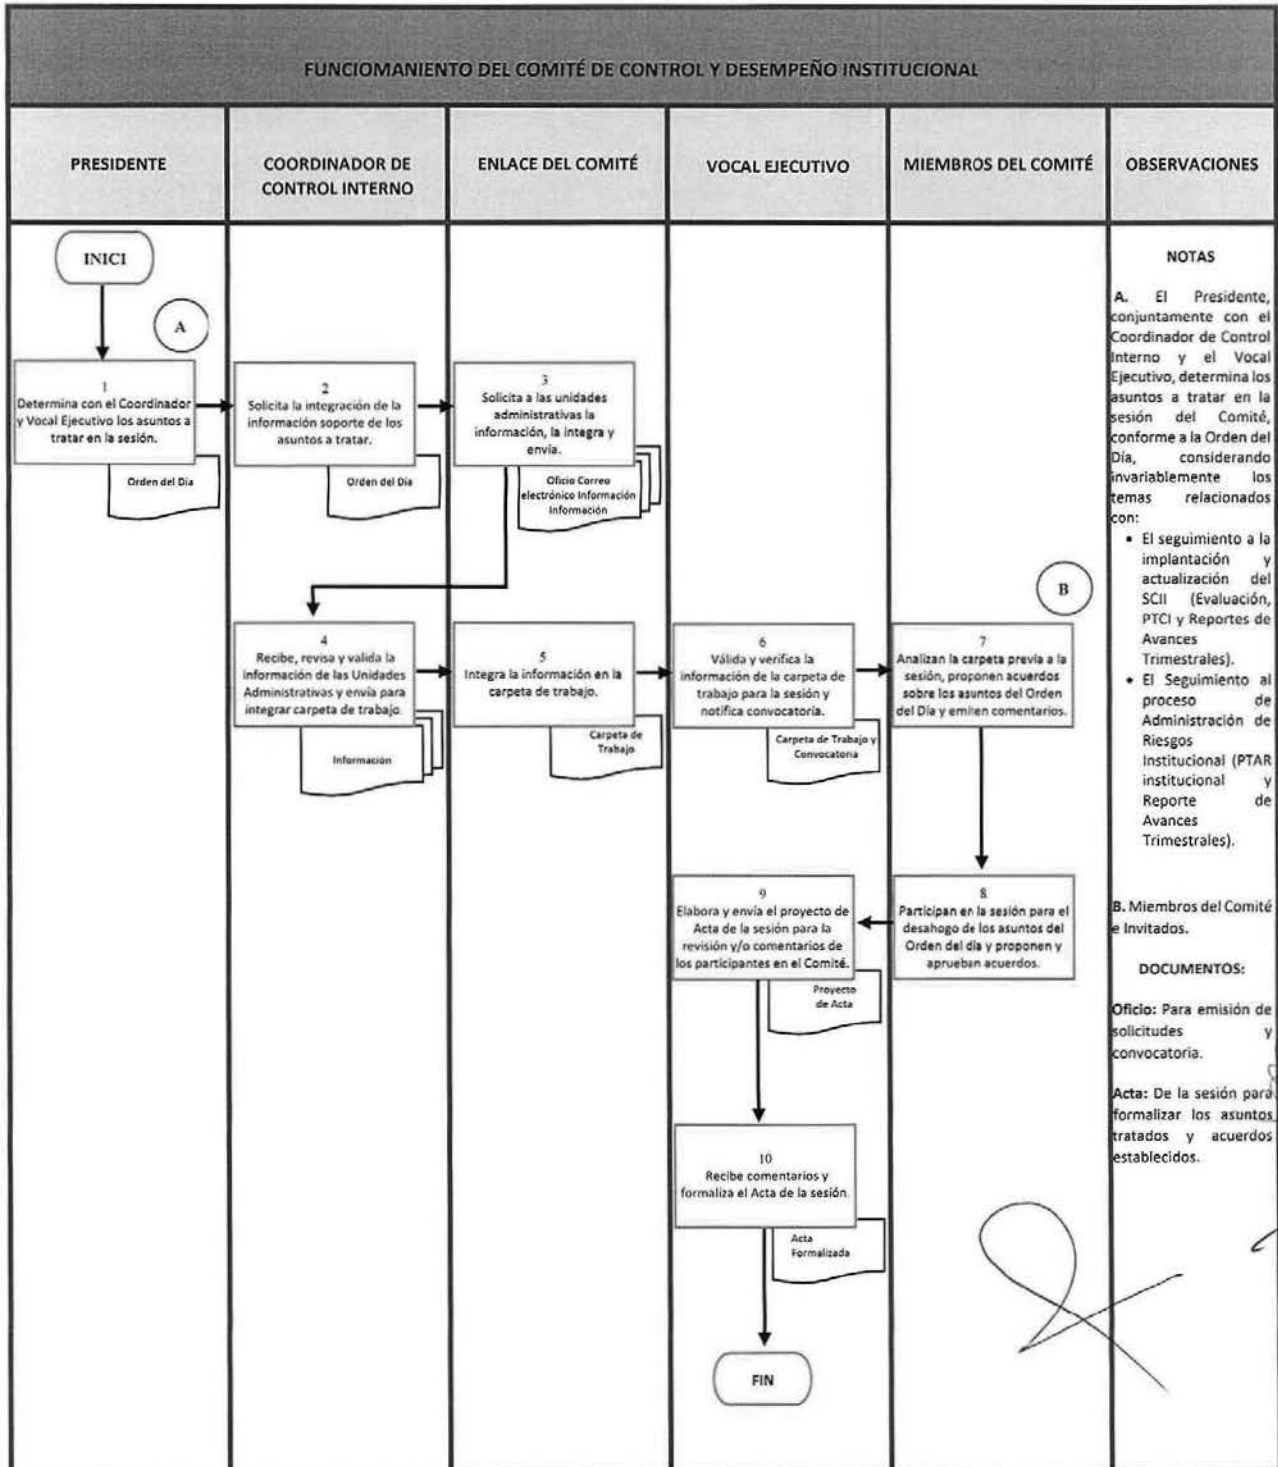 FUNCIOMANIENTO DEL COMITÉ DE CONTROL Y DESEMPEÑO INSTITUCIONAL
PRESIDENTE
COORDINADOR DE
CONTROL INTERNO
ENLACE DEL COMITÉ
VOCAL EJECUTIVO
MIEMBROS DEL COMITÉ
OBSERVACIONES
INICI
A
1
Determina con el Coordinador
y Vocal Ejecutivo los asuntos a
tratar en la sesión.
Orden del Día
2
Solicita la integración de la
información soporte de los
asuntos a tratar.
Orden del Día
3
Solicita a las unidades
administrativas la
información, la integra y
envía.
Oficio Correo
electrónico Información
Información
4
Recibe, revisa y valida la
información de las Unidades
Administrativas y envía para
integrar carpeta de trabajo.
Información
5
Integra la información en la
carpeta de trabajo.
Carpeta de
Trabajo
6
Válida y verifica la
información de la carpeta de
trabajo para la sesión y
notifica convocatoria.
Carpeta de Trabajo y
Convocatoria
B
7
Analizan la carpeta previa a la
sesión, proponen acuerdos
sobre los asuntos del Orden
del Día y emiten comentarios.
8
Participan en la sesión para el
desahogo de los asuntos del
Orden del día y proponen y
aprueban acuerdos.
9
Elabora y envía el proyecto de
Acta de la sesión para la
revisión y/o comentarios de
los participantes en el Comité.
Proyecto
de Acta
10
Recibe comentarios y
formaliza el Acta de la sesión.
Acta
Formalizada
FIN
NOTAS
A. El Presidente,
conjuntamente con el
Coordinador de Control
Interno y el Vocal
Ejecutivo, determina los
asuntos a tratar en la
sesión del Comité,
conforme a la Orden del
Día, considerando
invariablemente los
temas relacionados
con:
• El seguimiento a la
implantación y
actualización del
SCII (Evaluación,
PTCI y Reportes de
Avances
Trimestrales).
• El Seguimiento al
proceso de
Administración de
Riesgos
Institucional (PTAR
institucional y
Reporte de
Avances
Trimestrales).
B. Miembros del Comité
e Invitados.
DOCUMENTOS:
Oficio: Para emisión de
solicitudes y
convocatoria.
Acta: De la sesión para
formalizar los asuntos
tratados y acuerdos
establecidos.